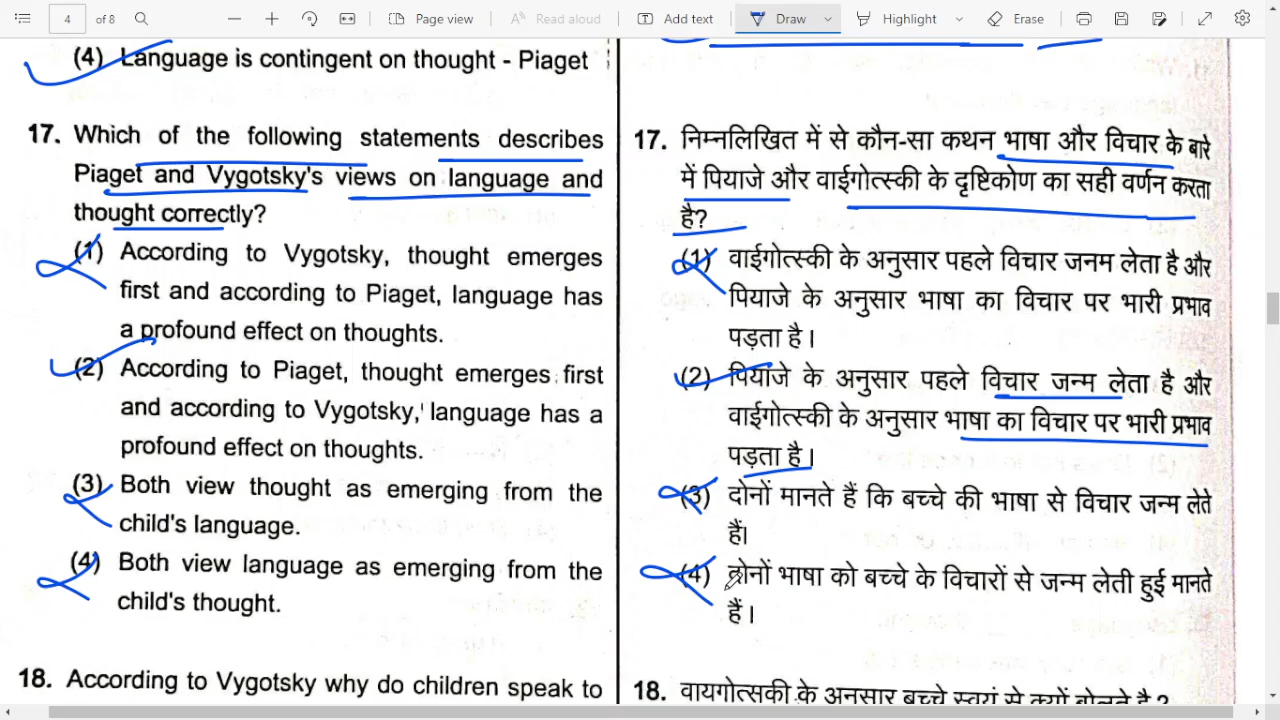 4 of 8 Page view Read aloud Add text Draw Highlight Erase
(4) Language is contingent on thought - Piaget
17. Which of the following statements describes
Piaget and Vygotsky's views on language and
thought correctly?
(1) According to Vygotsky, thought emerges
first and according to Piaget, language has
a profound effect on thoughts.
(2) According to Piaget, thought emerges first
and according to Vygotsky, language has a
profound effect on thoughts.
(3) Both view thought as emerging from the
child's language.
(4) Both view language as emerging from the
child's thought.
18. According to Vygotsky why do children speak to
17. निम्नलिखित में से कौन-सा कथन भाषा और विचार के बारे
में पियाजे और वाईगोत्स्की के दृष्टिकोण का सही वर्णन करता
है?
(1) वाईगोत्स्की के अनुसार पहले विचार जनम लेता है और
पियाजे के अनुसार भाषा का विचार पर भारी प्रभाव
पड़ता है।
(2) पियाजे के अनुसार पहले विचार जन्म लेता है और
वाईगोत्स्की के अनुसार भाषा का विचार पर भारी प्रभाव
पड़ता है।
(3) दोनों मानते हैं कि बच्चे की भाषा से विचार जन्म लेते
हैं।
(4) दोनों भाषा को बच्चे के विचारों से जन्म लेती हुई मानते
हैं।
18. वायगोत्सकी के अनुसार बच्चे स्वयं से क्यों बोलते है?